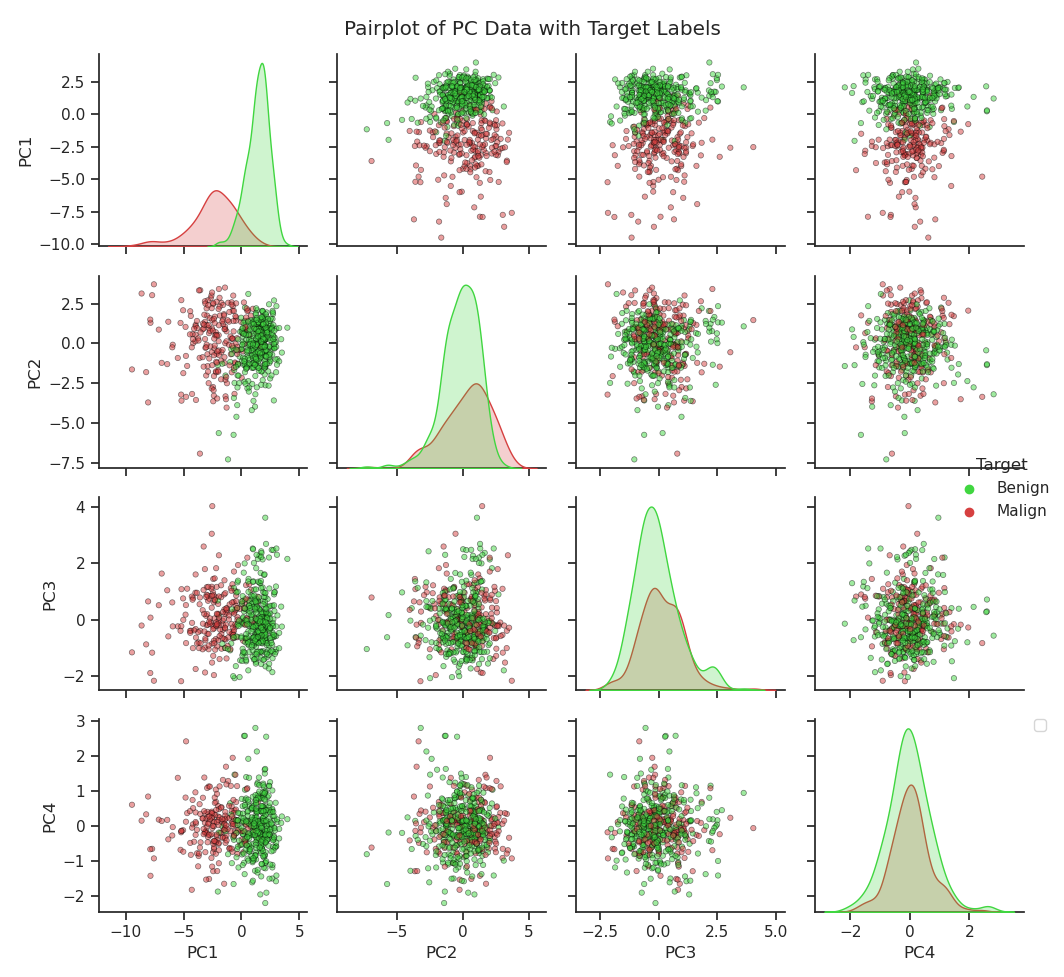 Pairplot of PC Data with Target Labels
PC1
2.5
0.0
−2.5
−5.0
−7.5
−10.0
PC2
2.5
0.0
−2.5
−5.0
−7.5
Target
Benign
Malign
PC3
4
2
0
−2
PC4
3
2
1
0
−1
−2
−10 −5 0 5 −5 0 5 −2.5 0.0 2.5 5.0 −2 0 2
PC1 PC2 PC3 PC4